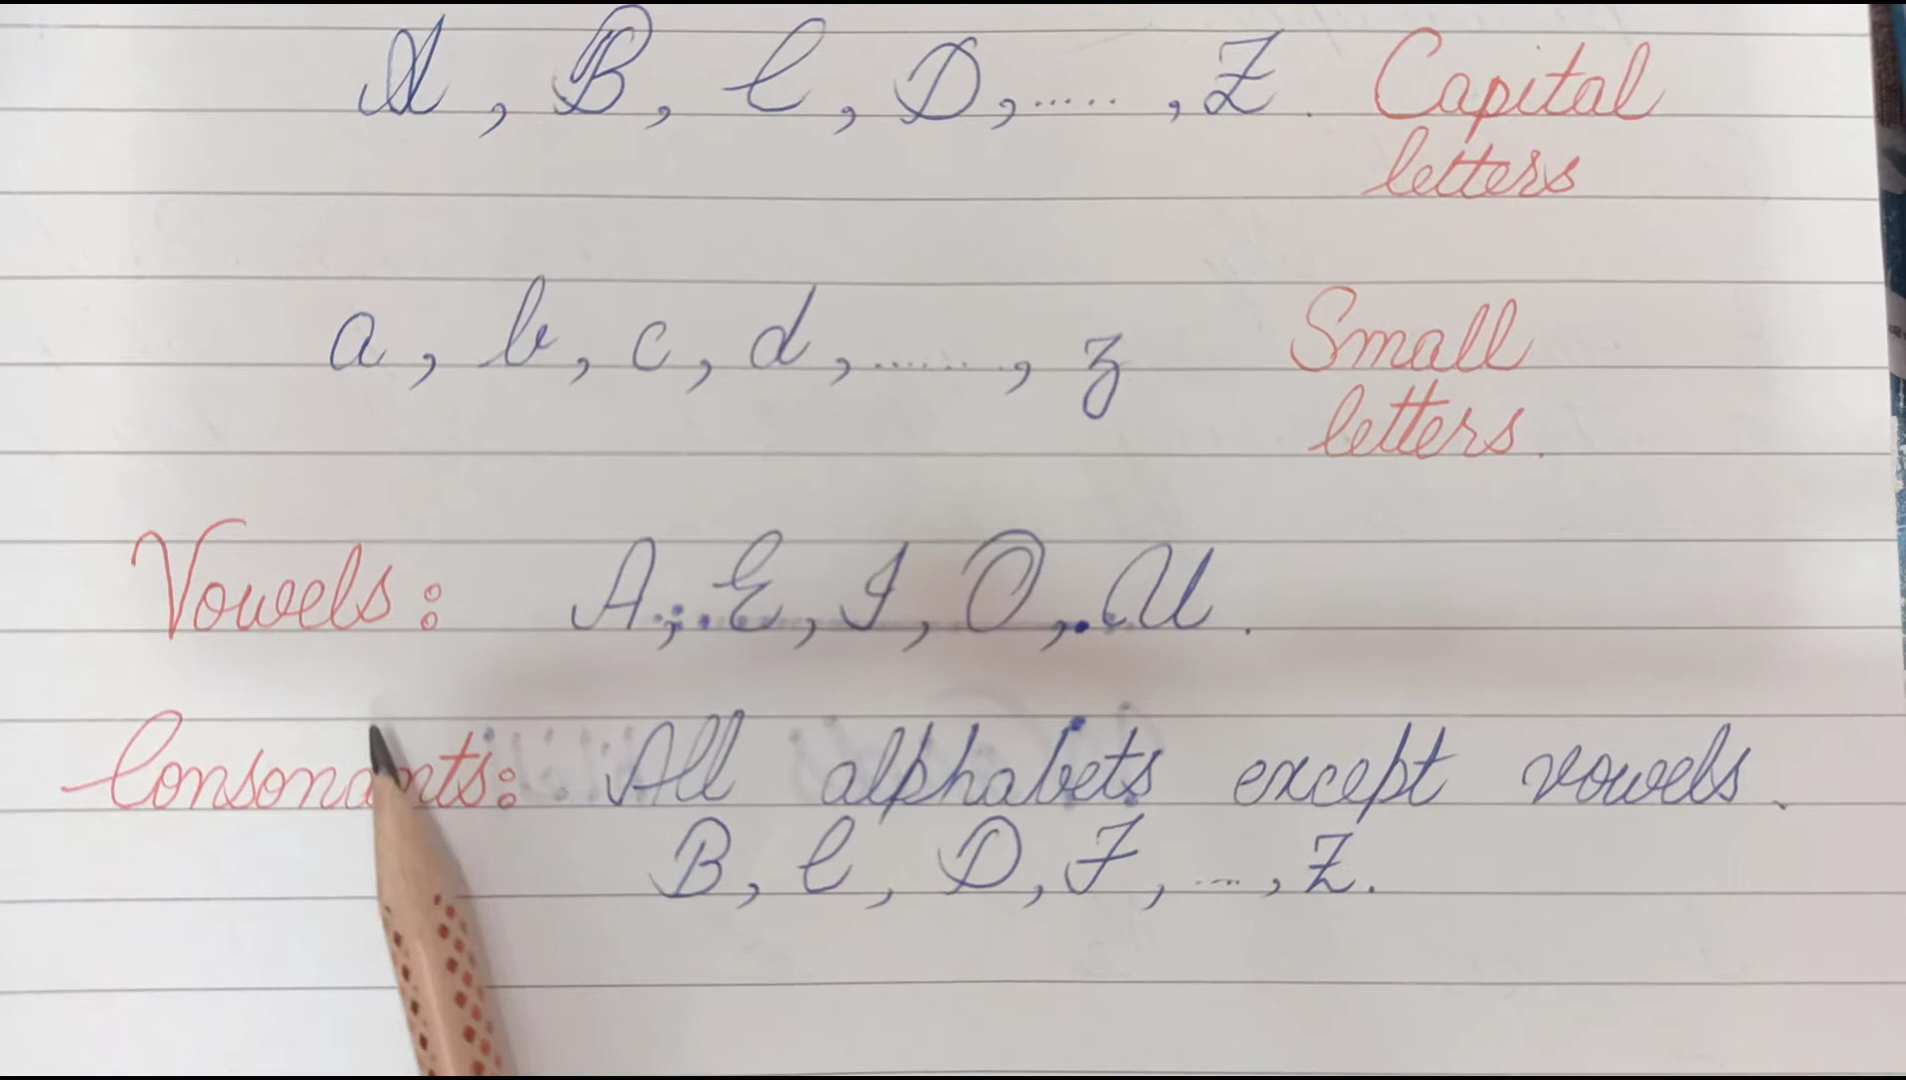 A, B, C, D, ....., Z. Capital
letters
a, b, c, d, ......., z Small
letters.
Vowels: A, E, I, O, U.
Consonants: All alphabets except vowels.
B, C, D, F, ..., Z.